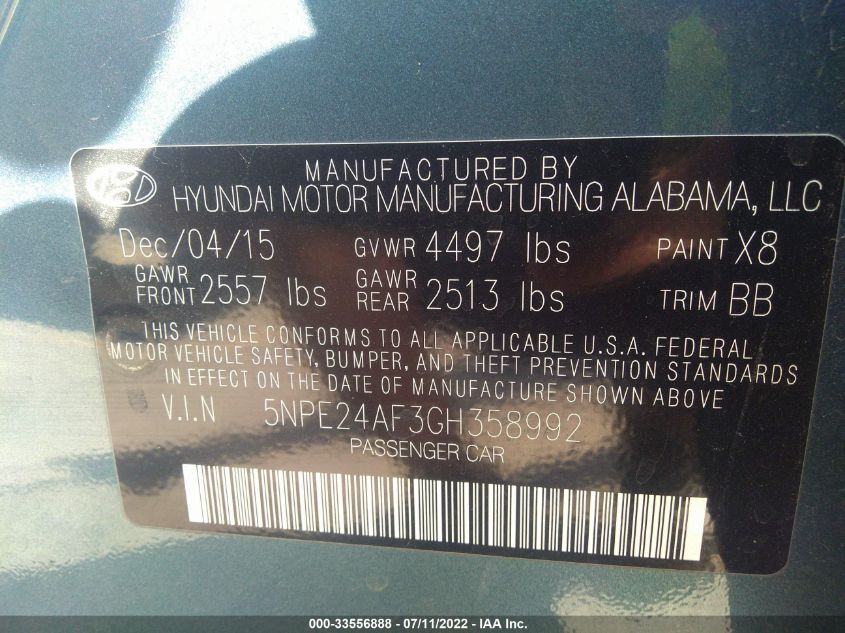 MANUFACTURED BY
HYUNDAI MOTOR MANUFACTURING ALABAMA, LLC
Dec/04/15 GVWR 4497 lbs PAINT X8
GAWR FRONT 2557 lbs GAWR REAR 2513 lbs TRIM BB
THIS VEHICLE CONFORMS TO ALL APPLICABLE U.S.A. FEDERAL
MOTOR VEHICLE SAFETY, BUMPER, AND THEFT PREVENTION STANDARDS
IN EFFECT ON THE DATE OF MANUFACTURE SHOWN ABOVE
V.I.N 5NPE24AF3GH358992
PASSENGER CAR
000-33556888 - 07/11/2022 - IAA Inc.